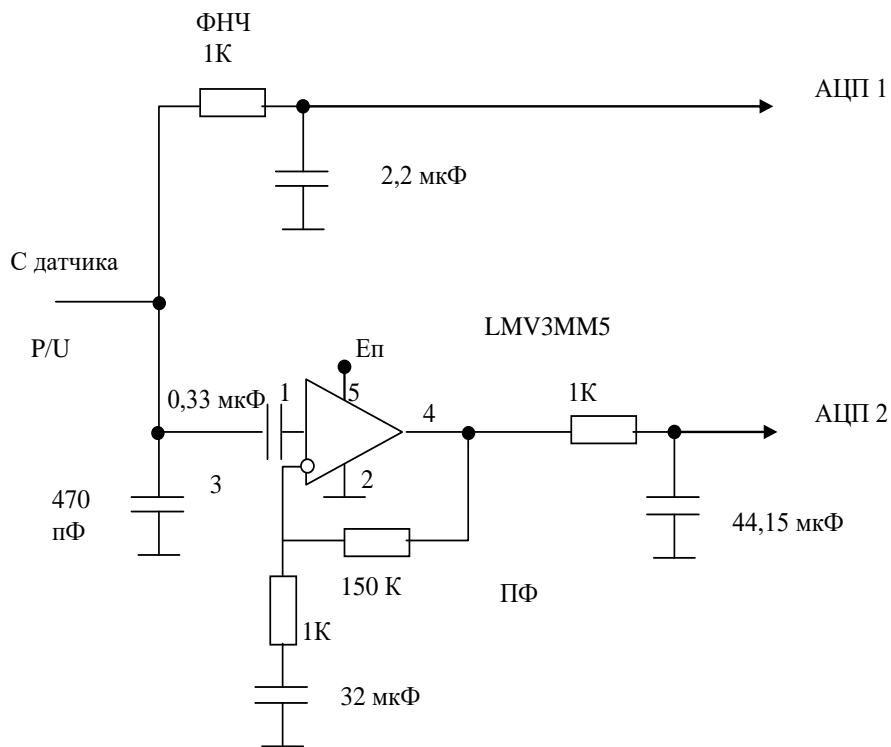 ФНЧ
1К
АЦП 1
2,2 мкФ
С датчика
P/U
LMV3MM5
Еп
0,33 мкФ
1
5
4
1К
АЦП 2
3
2
470
пФ
44,15 мкФ
150 К
ПФ
1К
32 мкФ